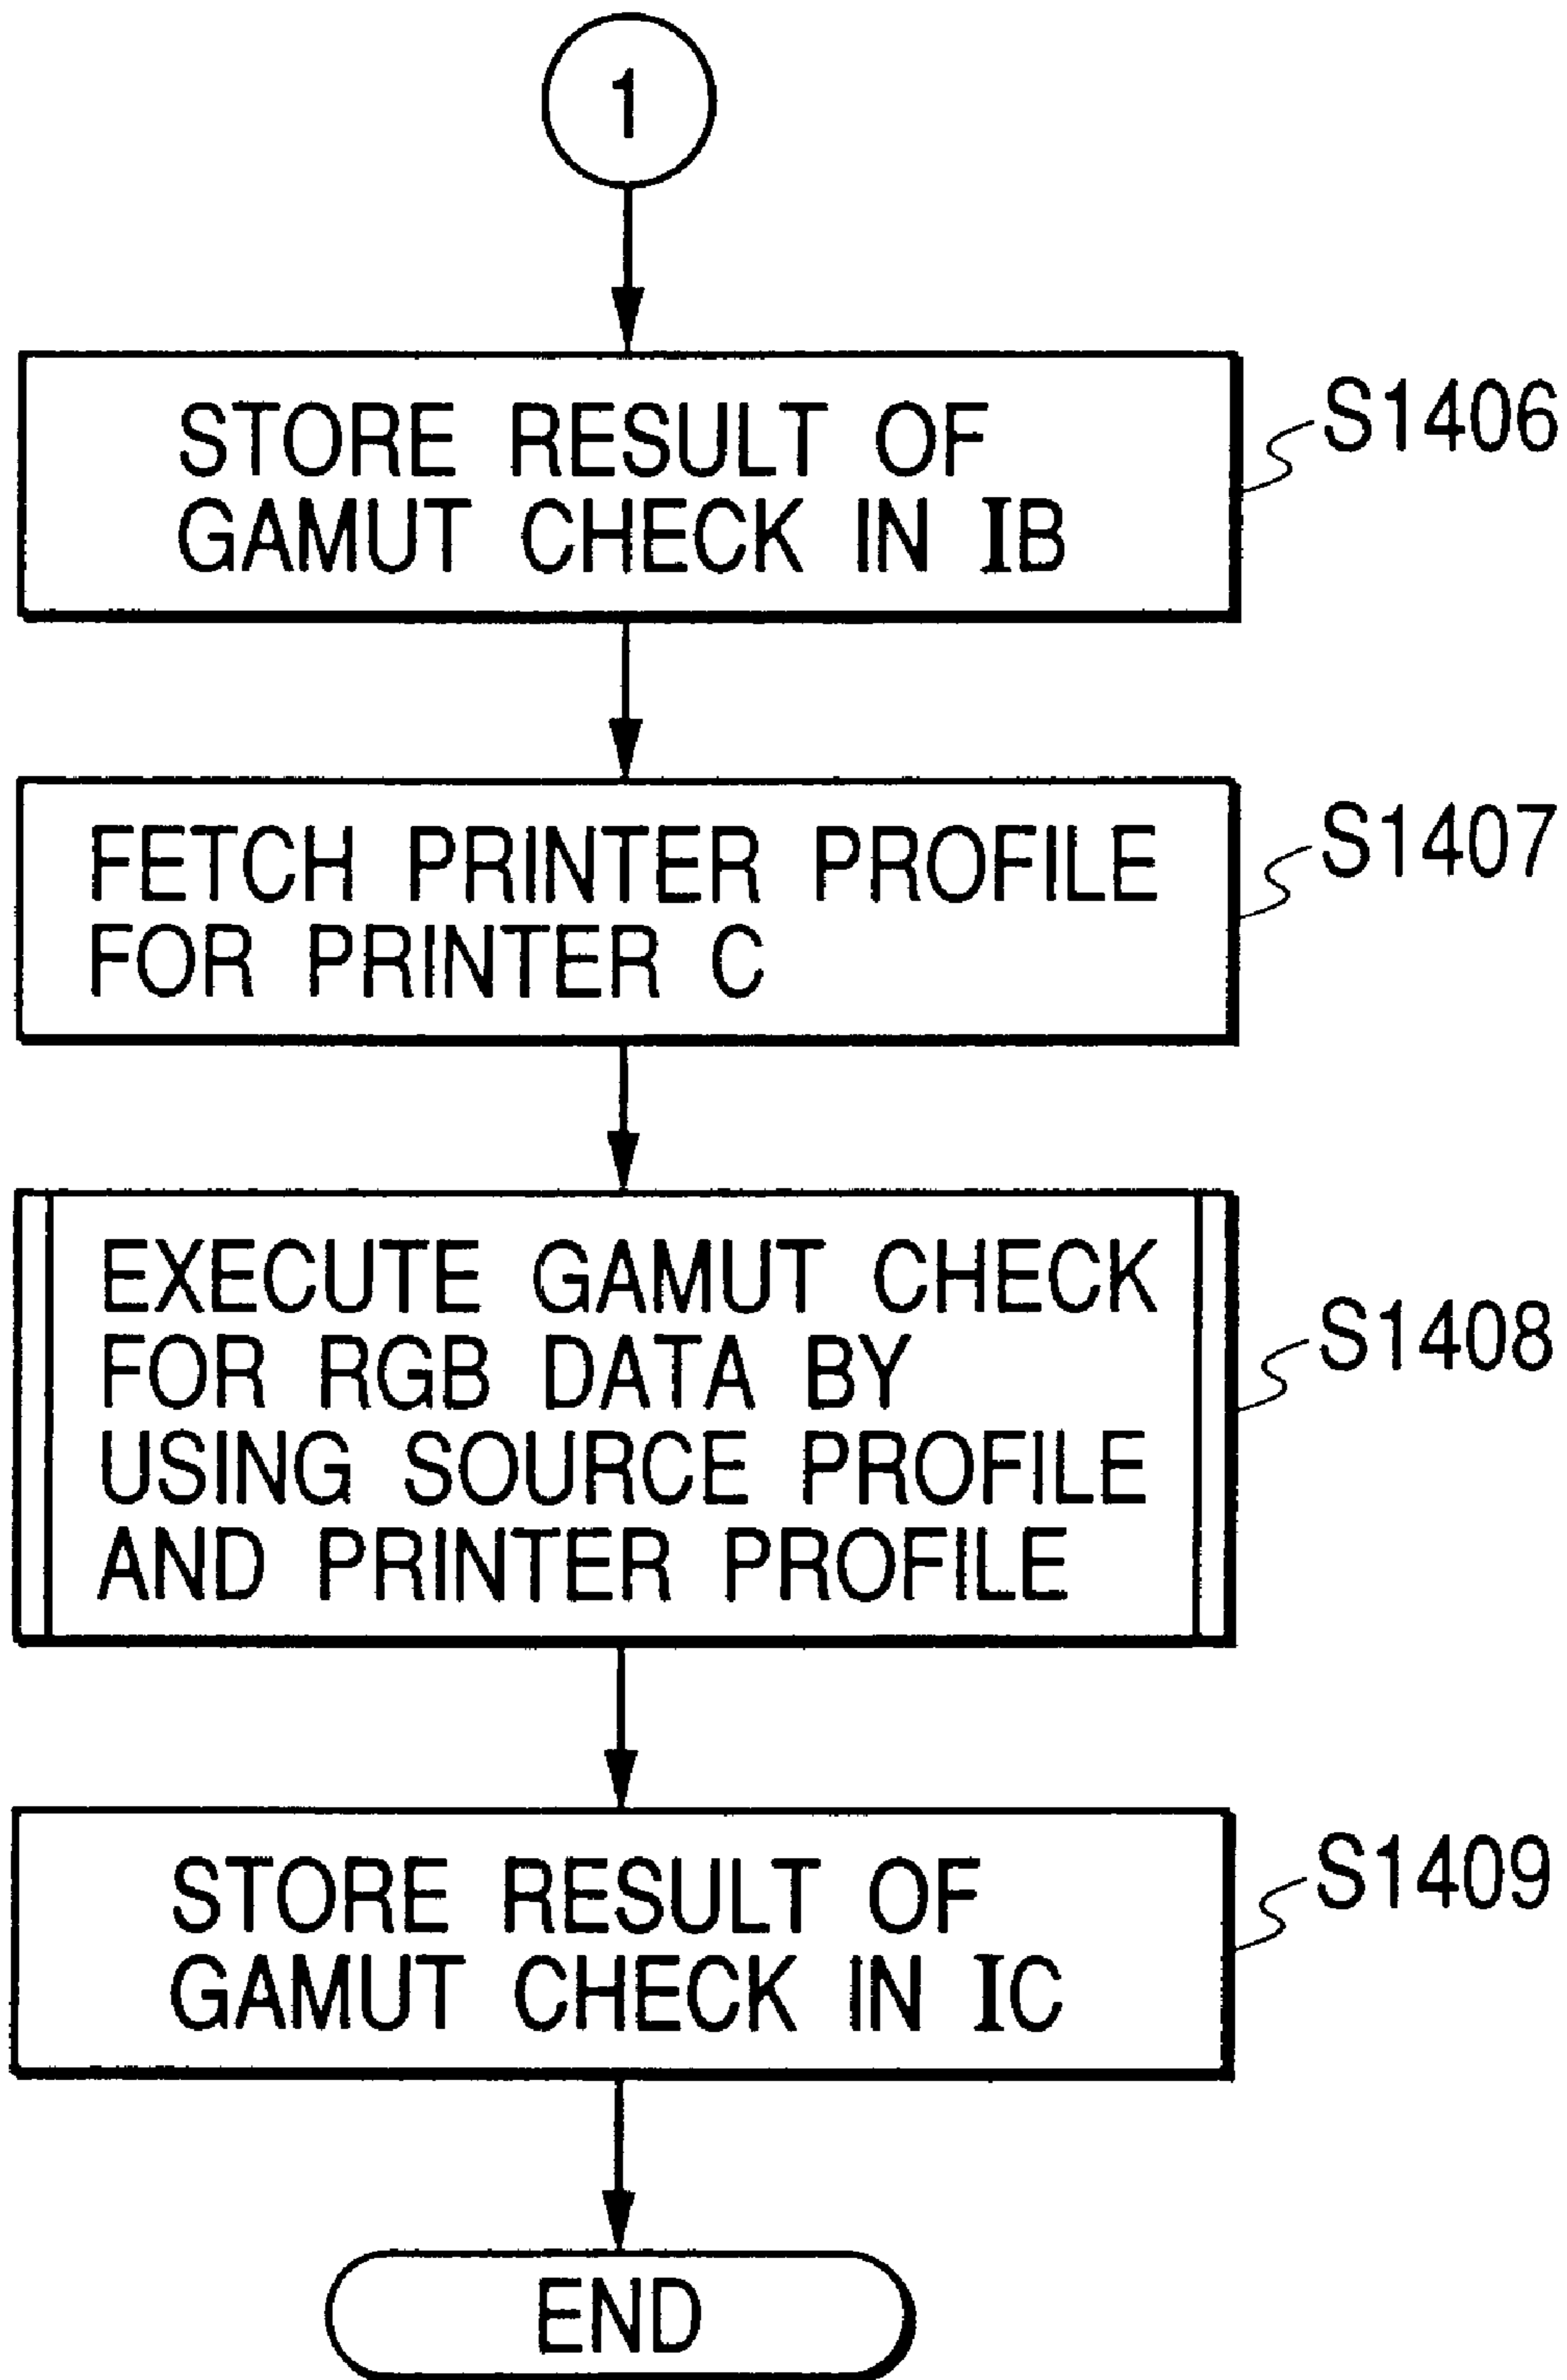 1
STORE RESULT OF
GAMUT CHECK IN IB
S1406
FETCH PRINTER PROFILE
FOR PRINTER C
S1407
EXECUTE GAMUT CHECK
FOR RGB DATA BY
USING SOURCE PROFILE
AND PRINTER PROFILE
S1408
STORE RESULT OF
GAMUT CHECK IN IC
S1409
END